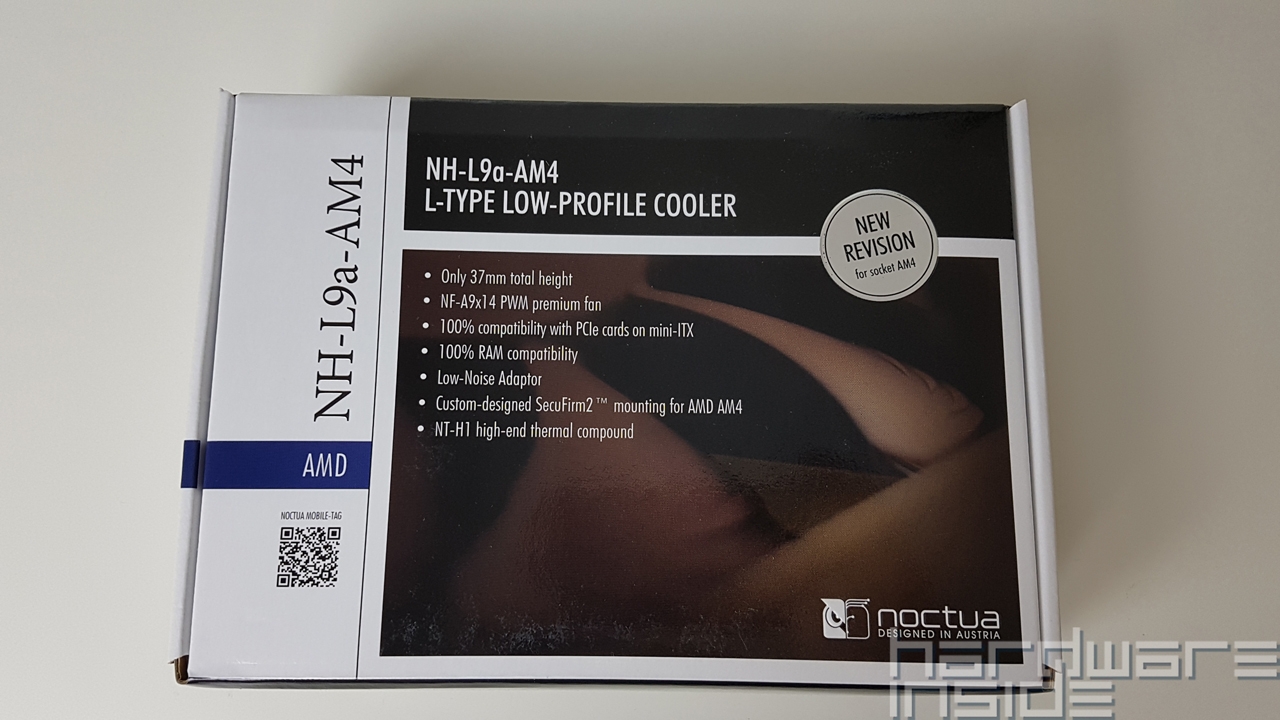 NH-L9a-AM4
AMD
NOCTUA MOBILE-TAG
NH-L9a-AM4
L-TYPE LOW-PROFILE COOLER
NEW
REVISION
for socket AM4
• Only 37mm total height
• NF-A9x14 PWM premium fan
• 100% compatibility with PCIe cards on mini-ITX
• 100% RAM compatibility
• Low-Noise Adaptor
• Custom-designed SecuFirm2™ mounting for AMD AM4
• NT-H1 high-end thermal compound
noctua
DESIGNED IN AUSTRIA
hardware
inside